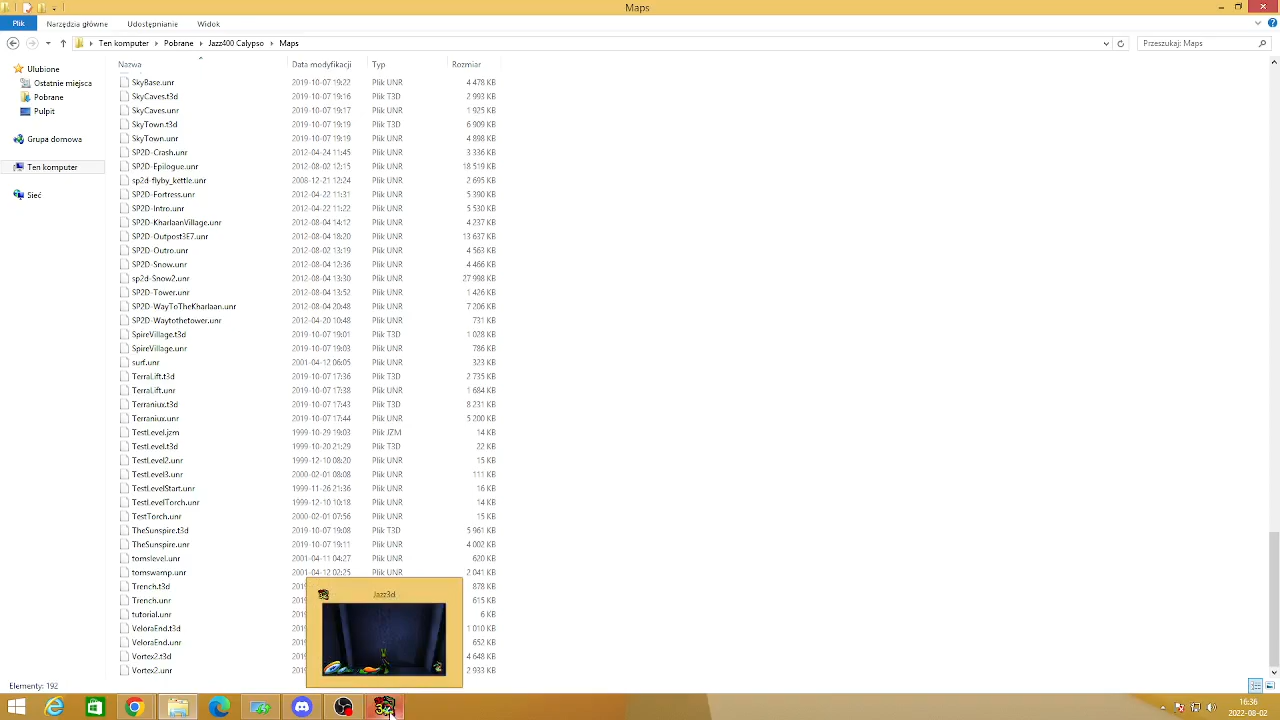 Maps
Plik Narzędzia główne Udostępnianie Widok
Ten komputer Pobrane Jazz400 Calypso Maps Przeszukaj: Maps
Ulubione
Ostatnie miejsca
Pobrane
Pulpit
Grupa domowa
Ten komputer
Sieć
Nazwa Data modyfikacji Typ Rozmiar
SkyBase.unr 2019-10-07 19:22 Plik UNR 4 478 KB
SkyCaves.t3d 2019-10-07 19:16 Plik T3D 2 993 KB
SkyCaves.unr 2019-10-07 19:17 Plik UNR 1 925 KB
SkyTown.t3d 2019-10-07 19:19 Plik T3D 6 909 KB
SkyTown.unr 2019-10-07 19:19 Plik UNR 4 898 KB
SP2D-Crash.unr 2012-04-24 11:45 Plik UNR 3 336 KB
SP2D-Epilogue.unr 2012-08-02 12:15 Plik UNR 18 519 KB
sp2d-flyby_kettle.unr 2008-12-21 12:24 Plik UNR 2 695 KB
SP2D-Fortress.unr 2012-04-22 11:31 Plik UNR 5 390 KB
SP2D-Intro.unr 2012-04-22 11:22 Plik UNR 5 530 KB
SP2D-KharlaanVillage.unr 2012-08-04 14:12 Plik UNR 4 237 KB
SP2D-Outpost3E7.unr 2012-08-04 18:20 Plik UNR 13 637 KB
SP2D-Outro.unr 2012-08-02 13:19 Plik UNR 4 563 KB
SP2D-Snow.unr 2012-08-04 12:36 Plik UNR 4 466 KB
sp2d-Snow2.unr 2012-08-04 13:30 Plik UNR 27 998 KB
SP2D-Tower.unr 2012-08-04 13:52 Plik UNR 1 426 KB
SP2D-WayToTheKharlaan.unr 2012-08-04 20:48 Plik UNR 7 206 KB
SP2D-Waytothetower.unr 2012-04-20 10:48 Plik UNR 731 KB
SpireVillage.t3d 2019-10-07 19:01 Plik T3D 1 028 KB
SpireVillage.unr 2019-10-07 19:03 Plik UNR 786 KB
surf.unr 2001-04-12 06:05 Plik UNR 323 KB
TerraLift.t3d 2019-10-07 17:36 Plik T3D 2 735 KB
TerraLift.unr 2019-10-07 17:38 Plik UNR 1 684 KB
Terraniux.t3d 2019-10-07 17:43 Plik T3D 8 231 KB
Terraniux.unr 2019-10-07 17:44 Plik UNR 5 200 KB
TestLevel.jzm 1999-10-29 19:03 Plik JZM 14 KB
TestLevel.t3d 1999-10-20 21:29 Plik T3D 22 KB
TestLevel2.unr 1999-12-10 08:20 Plik UNR 15 KB
TestLevel3.unr 2000-02-01 08:08 Plik UNR 111 KB
TestLevelStart.unr 1999-11-26 21:36 Plik UNR 16 KB
TestLevelTorch.unr 1999-12-10 10:18 Plik UNR 14 KB
TestTorch.unr 2000-02-01 07:56 Plik UNR 15 KB
TheSunspire.t3d 2019-10-07 19:08 Plik T3D 5 961 KB
TheSunspire.unr 2019-10-07 19:11 Plik UNR 4 002 KB
tomslevel.unr 2001-04-11 04:27 Plik UNR 620 KB
tomswamp.unr 2001-04-12 02:25 Plik UNR 2 041 KB
Trench.t3d 878 KB
Trench.unr 615 KB
tutorial.unr 6 KB
VeloraEnd.t3d 1 010 KB
VeloraEnd.unr 652 KB
Vortex2.t3d 4 648 KB
Vortex2.unr 2 933 KB
Jazz3d
Elementy: 192
16:36
2022-08-02